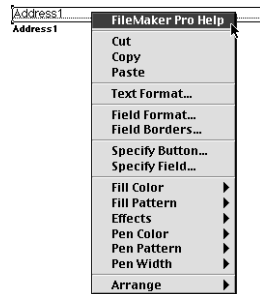 Address1
Address1
FileMaker Pro Help
Cut
Copy
Paste
Text Format...
Field Format...
Field Borders...
Specify Button...
Specify Field...
Fill Color
Fill Pattern
Effects
Pen Color
Pen Pattern
Pen Width
Arrange